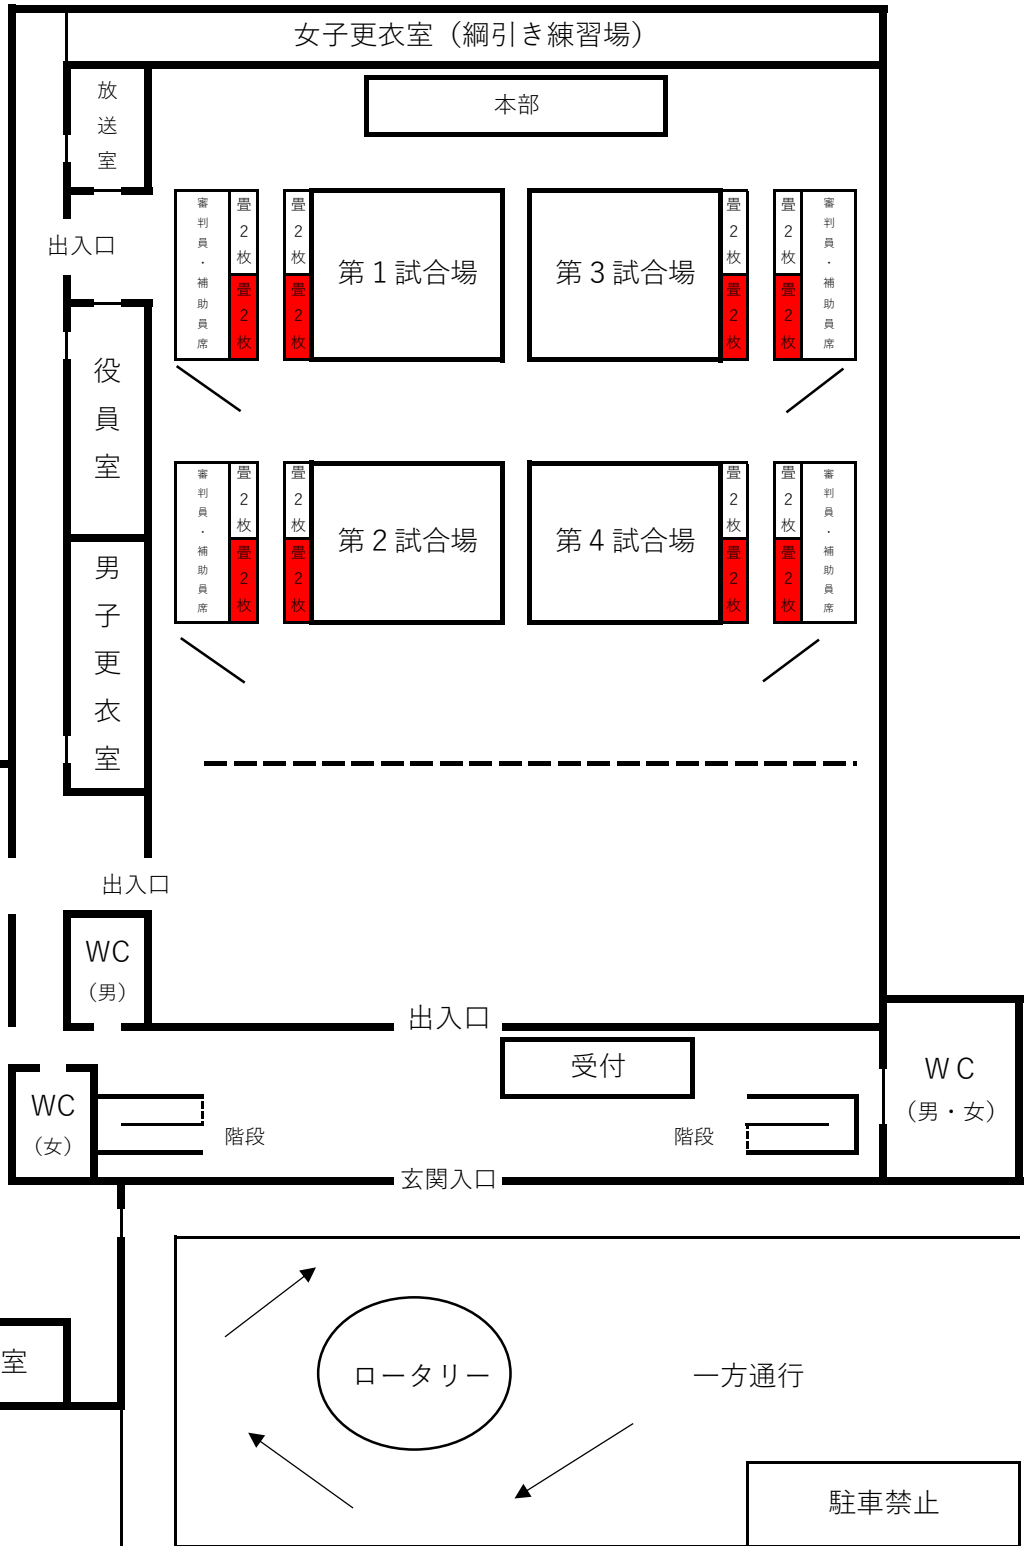 女子更衣室（綱引き練習場）
放送室
本部
審判員・補助員席
畳2枚
畳2枚
畳2枚
畳2枚
第１試合場
第３試合場
畳2枚
畳2枚
畳2枚
畳2枚
審判員・補助員席
出入口
役員室
審判員・補助員席
畳2枚
畳2枚
畳2枚
畳2枚
第２試合場
第４試合場
畳2枚
畳2枚
畳2枚
畳2枚
審判員・補助員席
男子更衣室
出入口
WC
（男）
出入口
受付
ＷＣ
（男・女）
WC
（女）
階段
階段
玄関入口
室
ロータリー
一方通行
駐車禁止